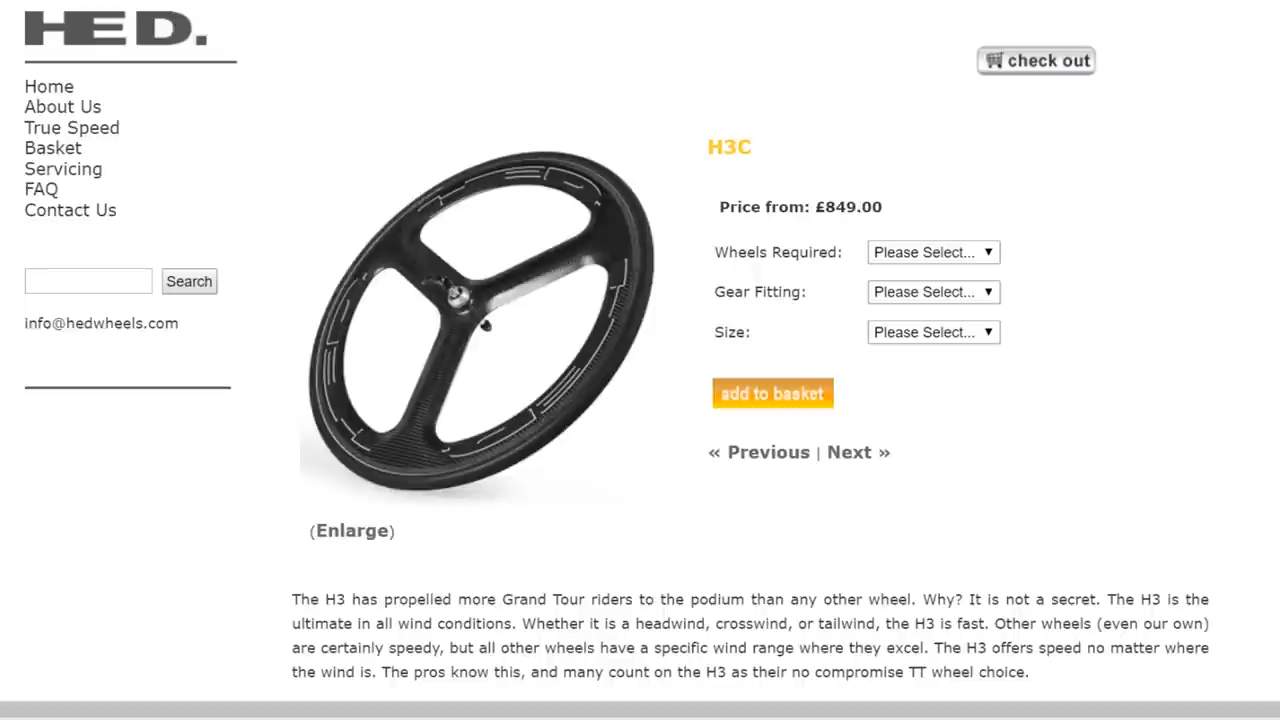 HED.
Home
About Us
True Speed
Basket
Servicing
FAQ
Contact Us
Search
info@hedwheels.com
check out
H3C
Price from: £849.00
Wheels Required: Please Select...
Gear Fitting: Please Select...
Size: Please Select...
add to basket
« Previous | Next »
HED
(Enlarge)
The H3 has propelled more Grand Tour riders to the podium than any other wheel. Why? It is not a secret. The H3 is the
ultimate in all wind conditions. Whether it is a headwind, crosswind, or tailwind, the H3 is fast. Other wheels (even our own)
are certainly speedy, but all other wheels have a specific wind range where they excel. The H3 offers speed no matter where
the wind is. The pros know this, and many count on the H3 as their no compromise TT wheel choice.